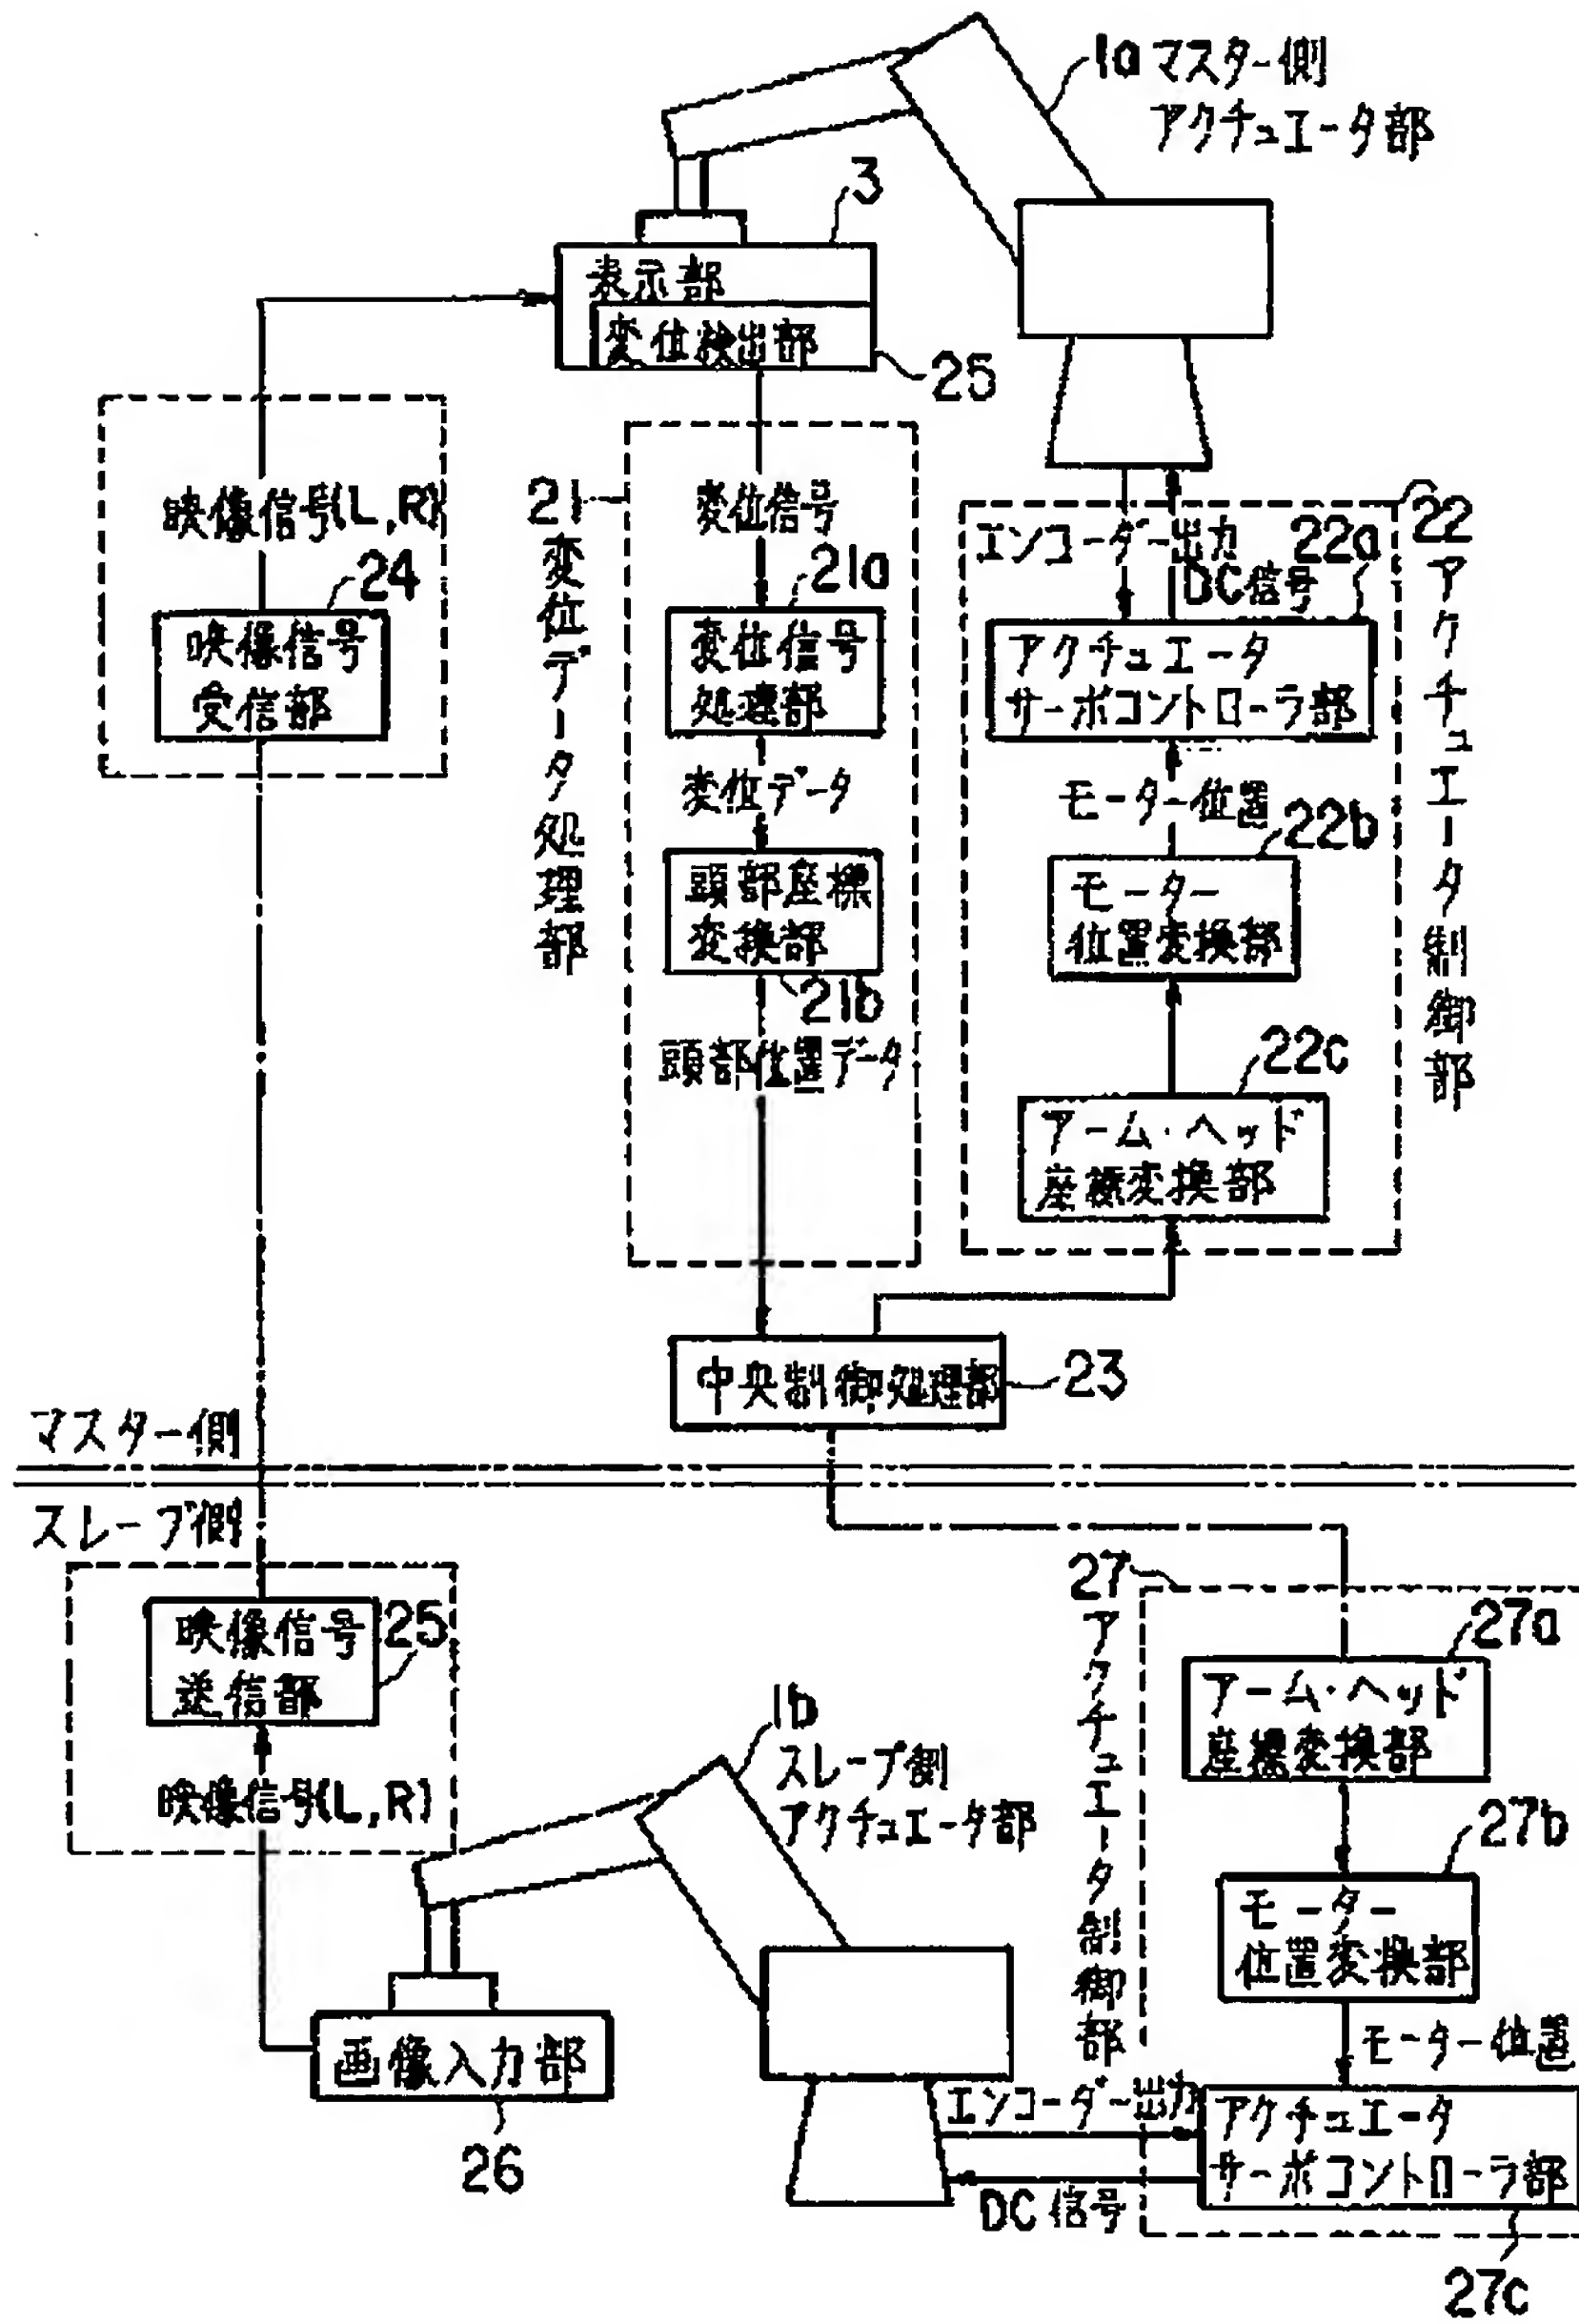 1a マスター側
アクチュエータ部
3
表示部
変位検出部
25
映像信号(L,R)
24
映像信号
受信部
21
変位データ処理部
変位信号
21a
変位信号
処理部
変位データ
頭部座標
変換部
21b
頭部位置データ
22
アクチュエータ制御部
エンコーダー出力
22a
DC信号
アクチュエータ
サーボコントローラ部
モーター位置
22b
モーター
位置変換部
22c
アーム・ヘッド
座標変換部
中央制御処理部
23
マスター側
スレーブ側
映像信号
送信部
25
映像信号(L,R)
1b
スレーブ側
アクチュエータ部
画像入力部
26
27
アクチュエータ制御部
27a
アーム・ヘッド
座標変換部
27b
モーター
位置変換部
モーター位置
エンコーダー出力
DC信号
アクチュエータ
サーボコントローラ部
27c